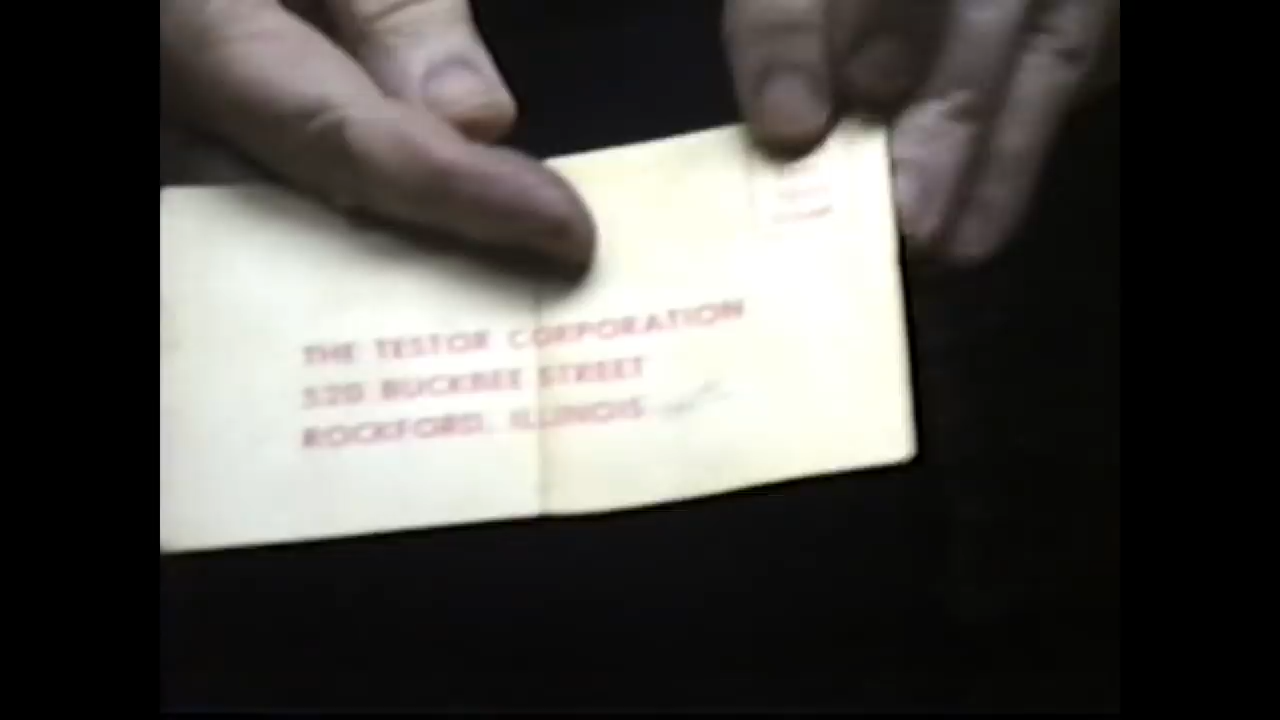 THE TESTOR CORPORATION
520 BUCKBEE STREET
ROCKFORD, ILLINOIS